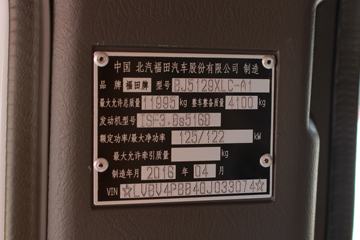 中国 北汽福田汽车股份有限公司 制造
品牌 福田牌 型号 BJ5129XLC-A1
最大允许总质量 11995 kg 整车整备质量 4100 kg
发动机型号 ISF3.8s5168
额定功率/最大净功率 125/122 kW
最大允许牵引质量 kg
制造年月 2016 年 04 月
VIN ☆LVBV4PBB4GJ033074☆